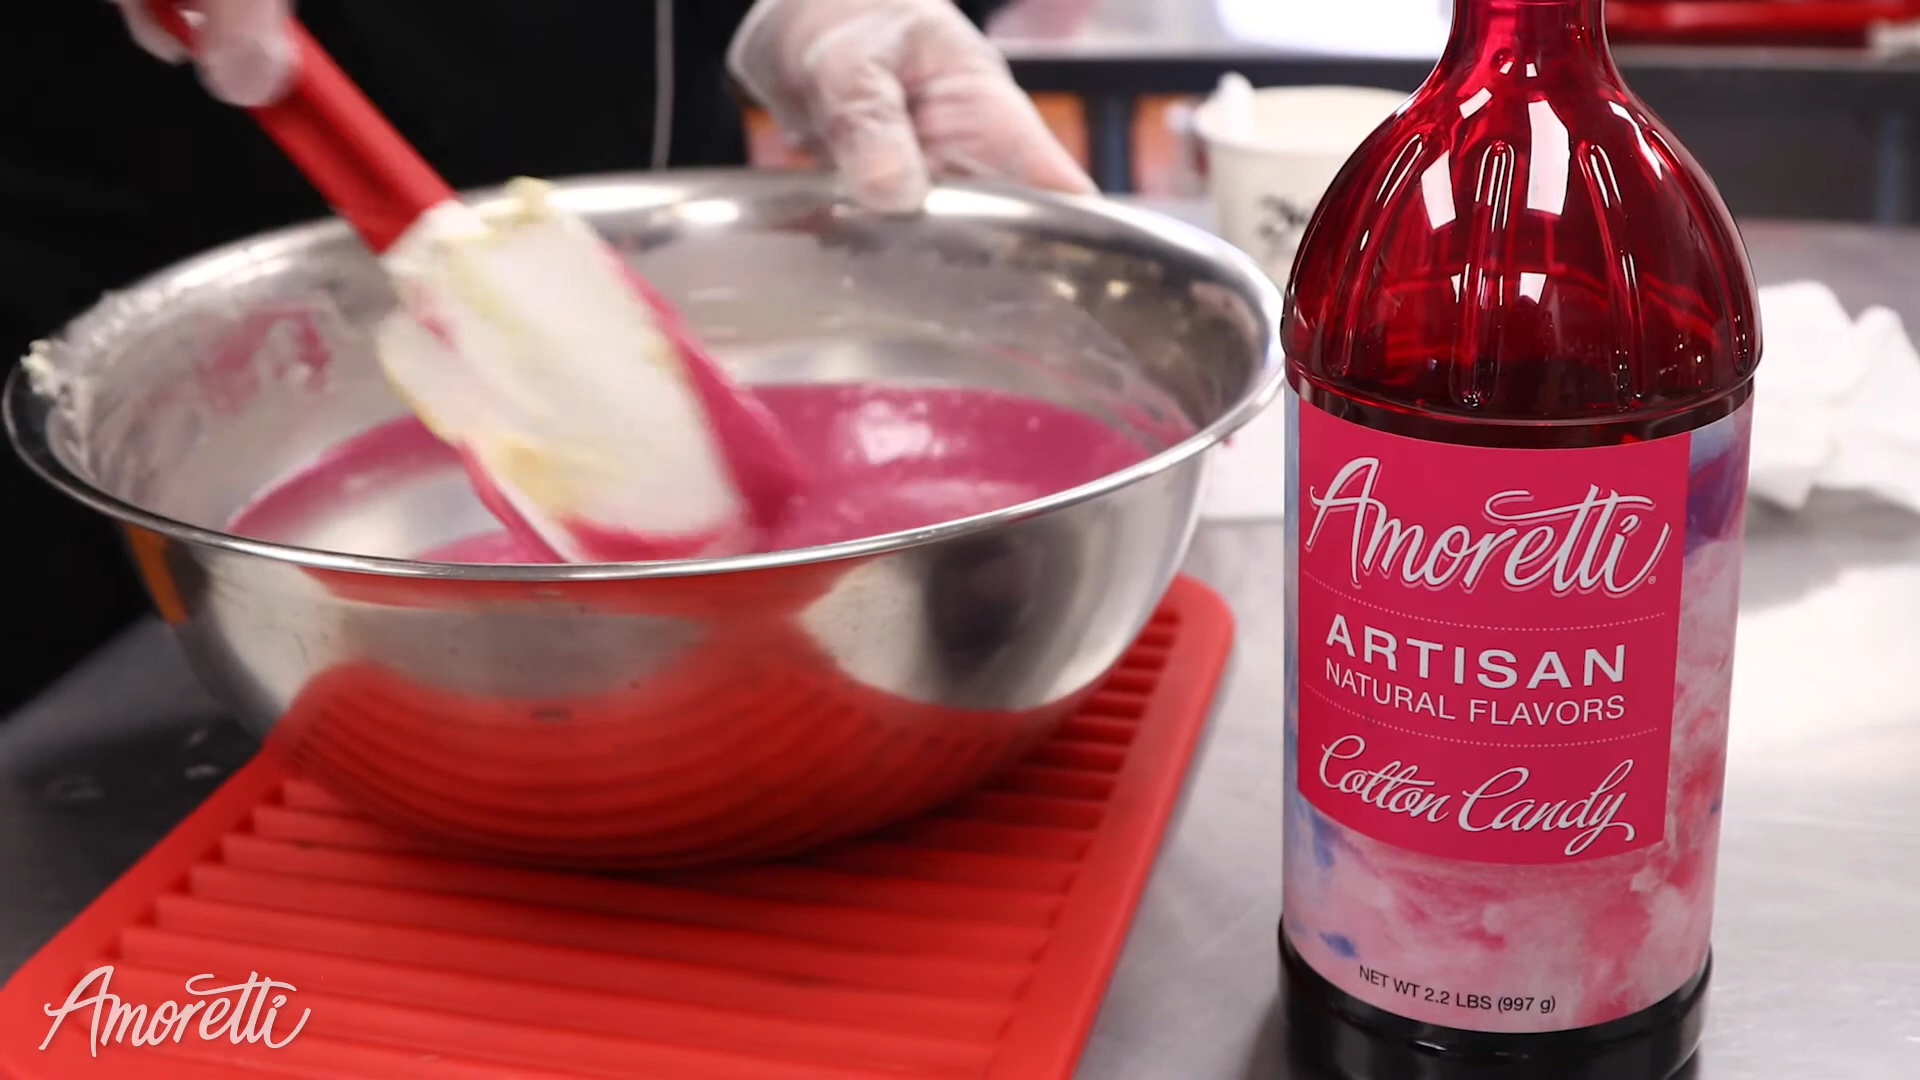 Amoretti
ARTISAN
NATURAL FLAVORS
Cotton Candy
NET WT 2.2 LBS (997 g)
Amoretti